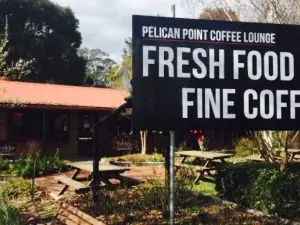 PELICAN POINT COFFEE LOUNGE
FRESH FOOD
FINE COFF